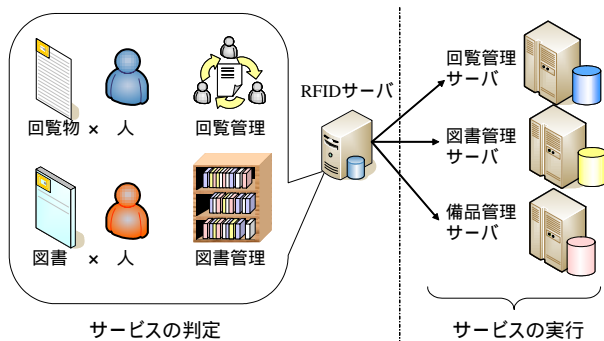 回覧物 × 人
回覧管理
図書 × 人
図書管理
サービスの判定
RFIDサーバ
回覧管理
サーバ
図書管理
サーバ
備品管理
サーバ
サービスの実行